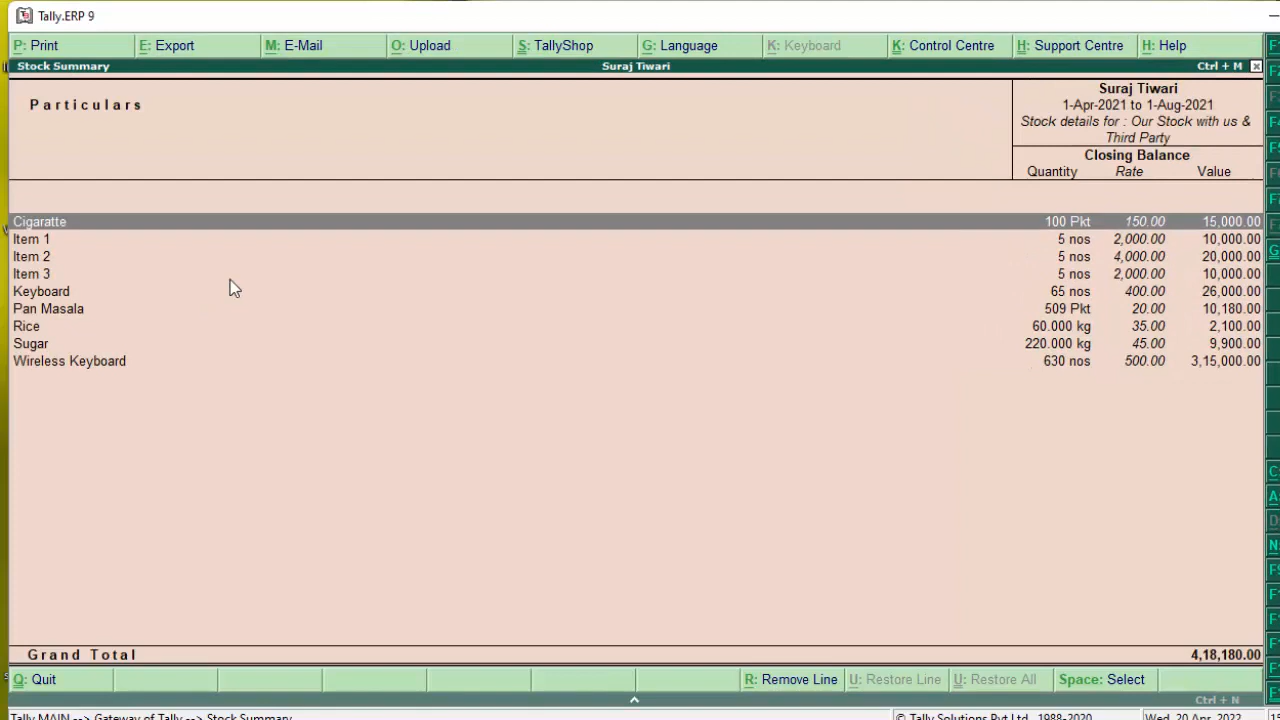 Tally.ERP 9
P: Print E: Export M: E-Mail O: Upload S: TallyShop G: Language K: Keyboard K: Control Centre H: Support Centre H: Help
Stock Summary Suraj Tiwari Ctrl + M
Particulars
Suraj Tiwari
1-Apr-2021 to 1-Aug-2021
Stock details for : Our Stock with us &
Third Party
Closing Balance
Quantity Rate Value
Cigaratte 100 Pkt 150.00 15,000.00
Item 1 5 nos 2,000.00 10,000.00
Item 2 5 nos 4,000.00 20,000.00
Item 3 5 nos 2,000.00 10,000.00
Keyboard 65 nos 400.00 26,000.00
Pan Masala 509 Pkt 20.00 10,180.00
Rice 60.000 kg 35.00 2,100.00
Sugar 220.000 kg 45.00 9,900.00
Wireless Keyboard 630 nos 500.00 3,15,000.00
Grand Total 4,18,180.00
Q: Quit R: Remove Line U: Restore Line U: Restore All Space: Select
Ctrl + N
Tally MAIN --> Gateway of Tally --> Stock Summary © Tally Solutions Pvt Ltd., 1988-2020 Wed, 20 Apr, 2022